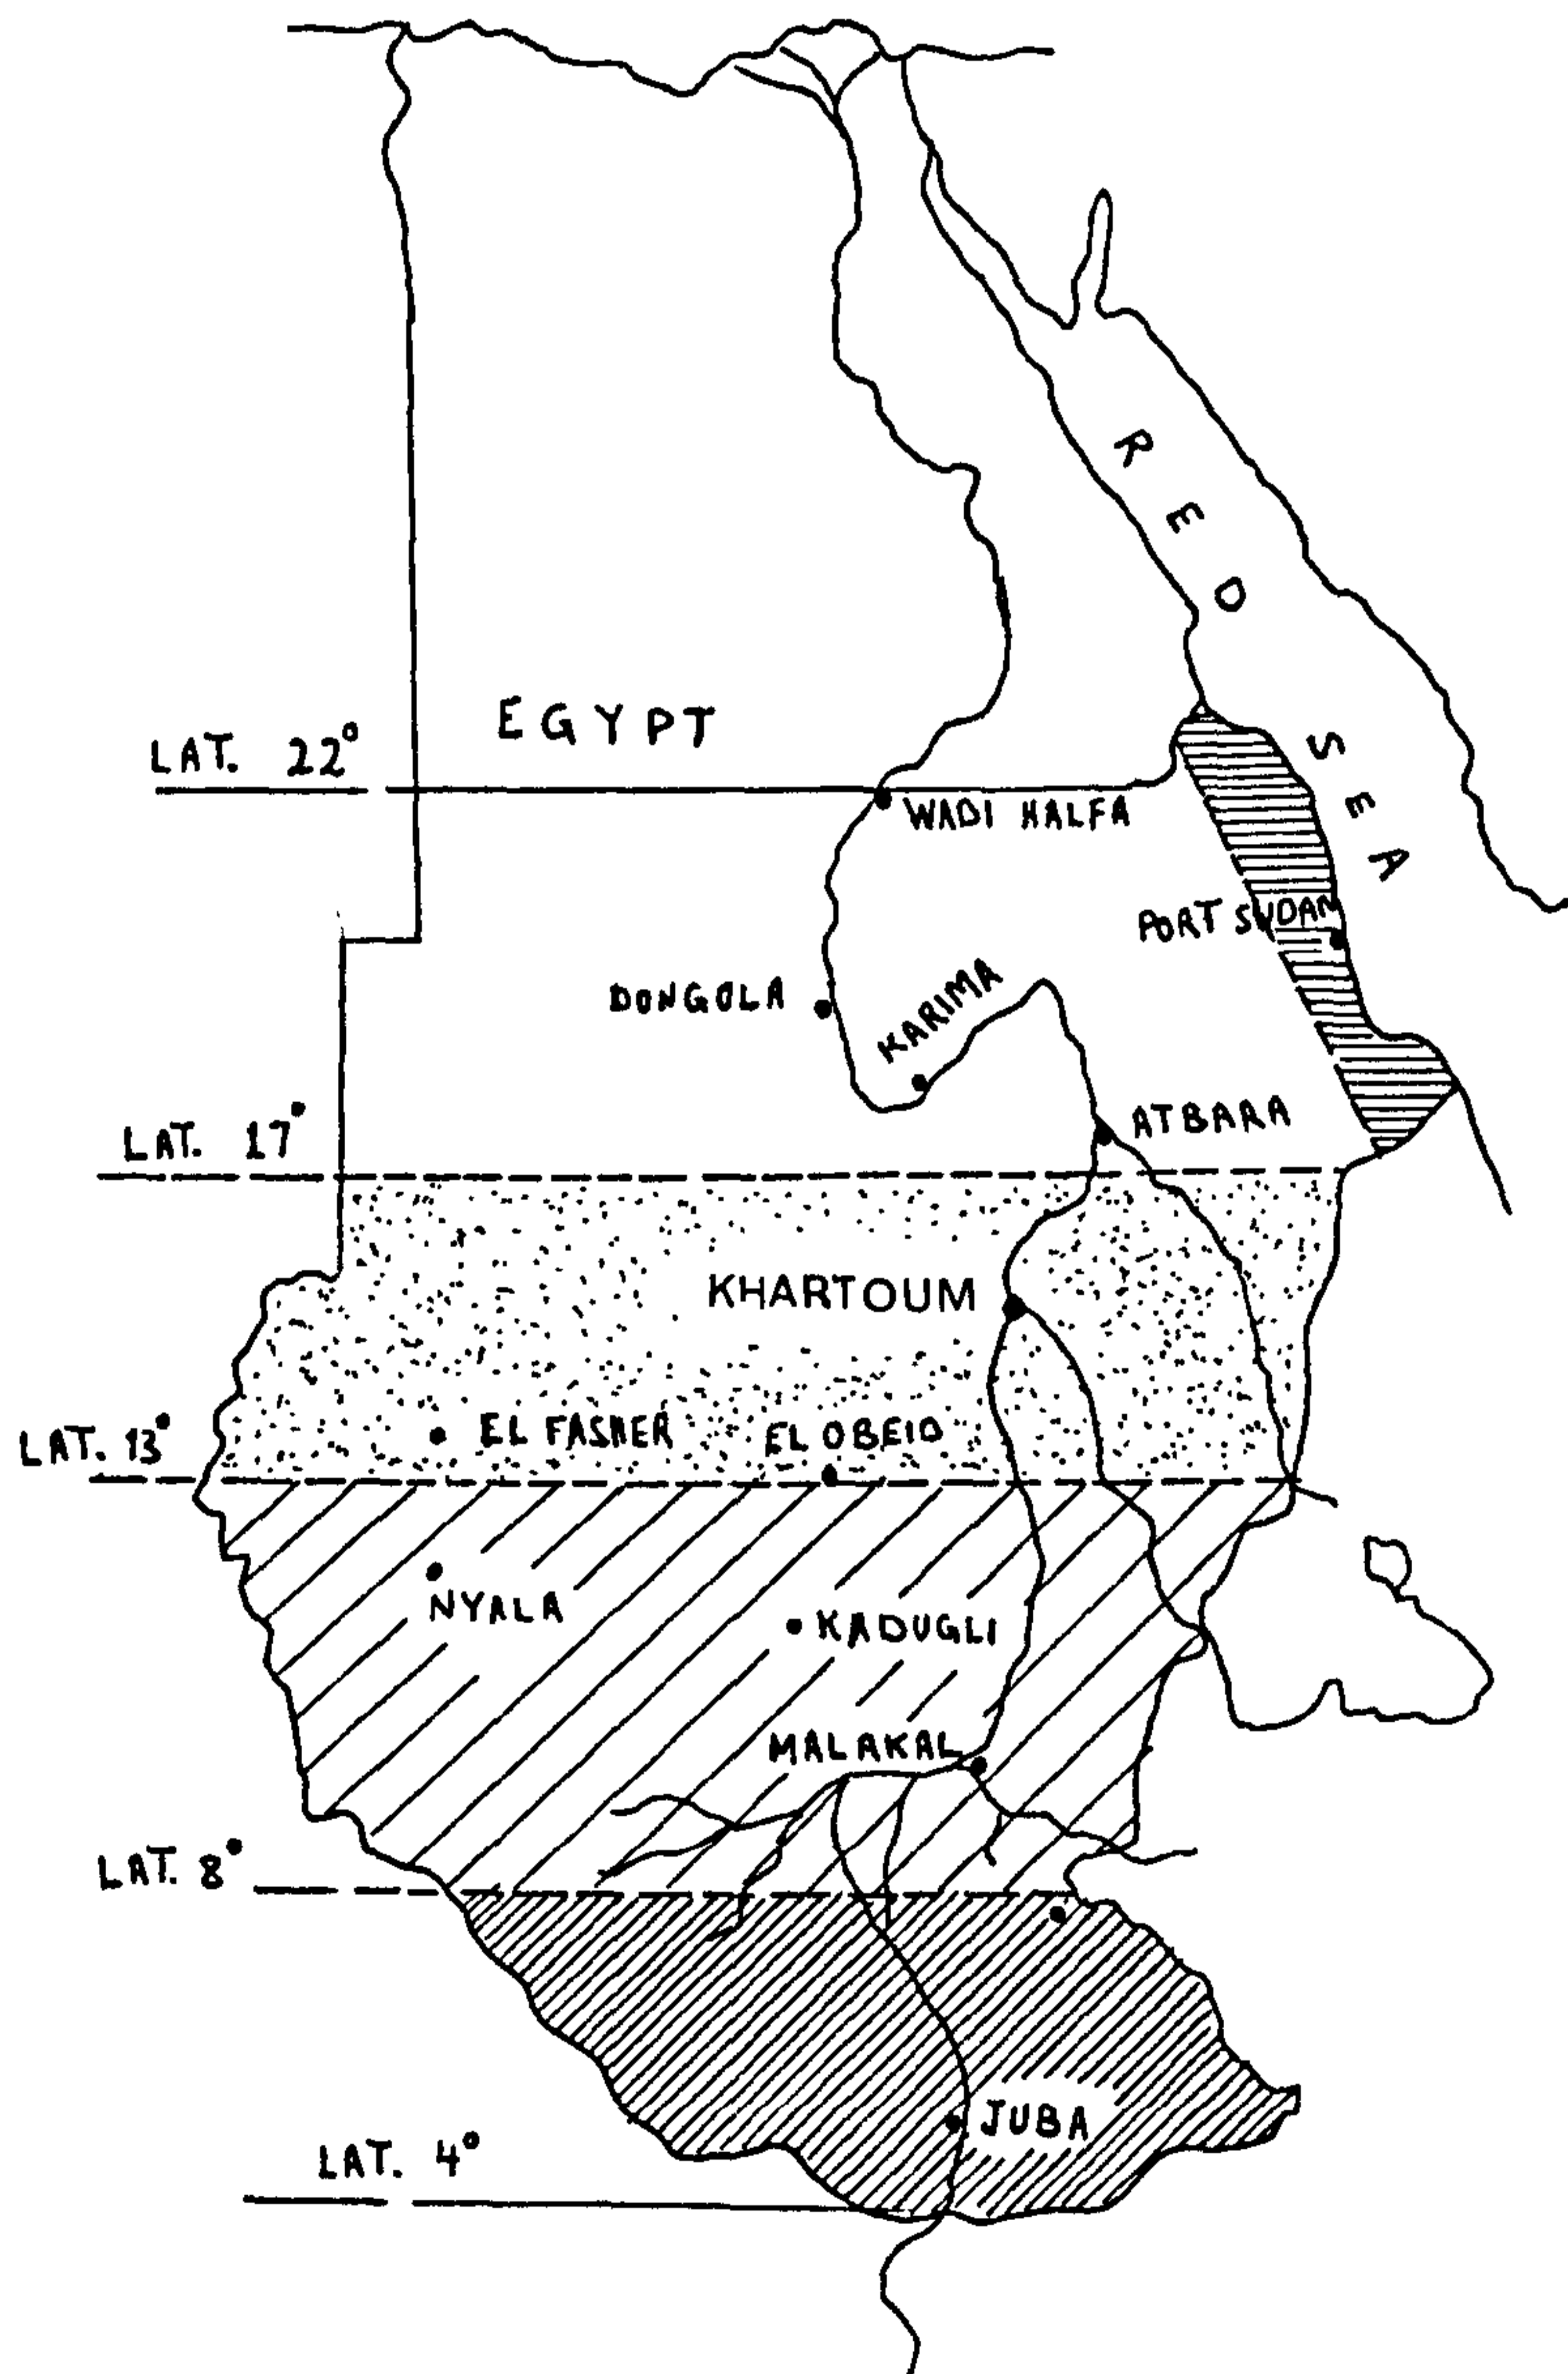 RED
SEA
EGYPT
LAT. 22°
WADI HALFA
PORT SUDAN
DONGOLA
KARIMA
ATBARA
LAT. 17°
KHARTOUM
LAT. 13°
EL FASHER
EL OBEID
NYALA
KADUGLI
MALAKAL
LAT. 8°
JUBA
LAT. 4°